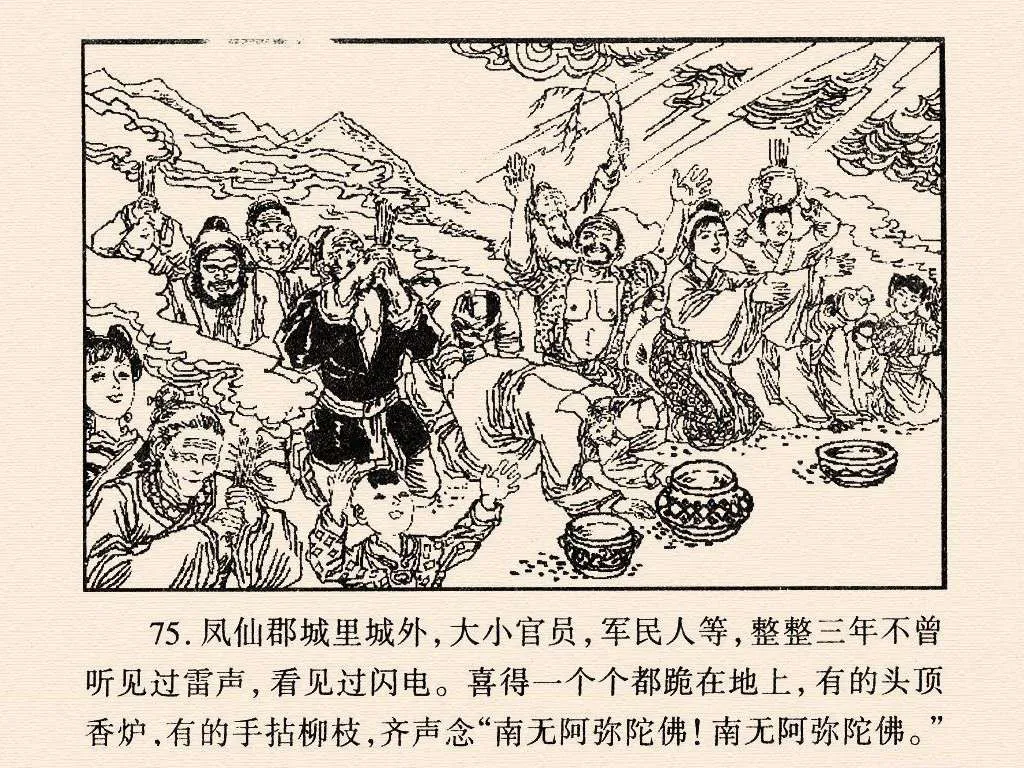 75. 凤仙郡城里城外，大小官员，军民人等，整整三年不曾
听见过雷声，看见过闪电。喜得一个个都跪在地上，有的头顶
香炉，有的手拈柳枝，齐声念“南无阿弥陀佛！南无阿弥陀佛。”